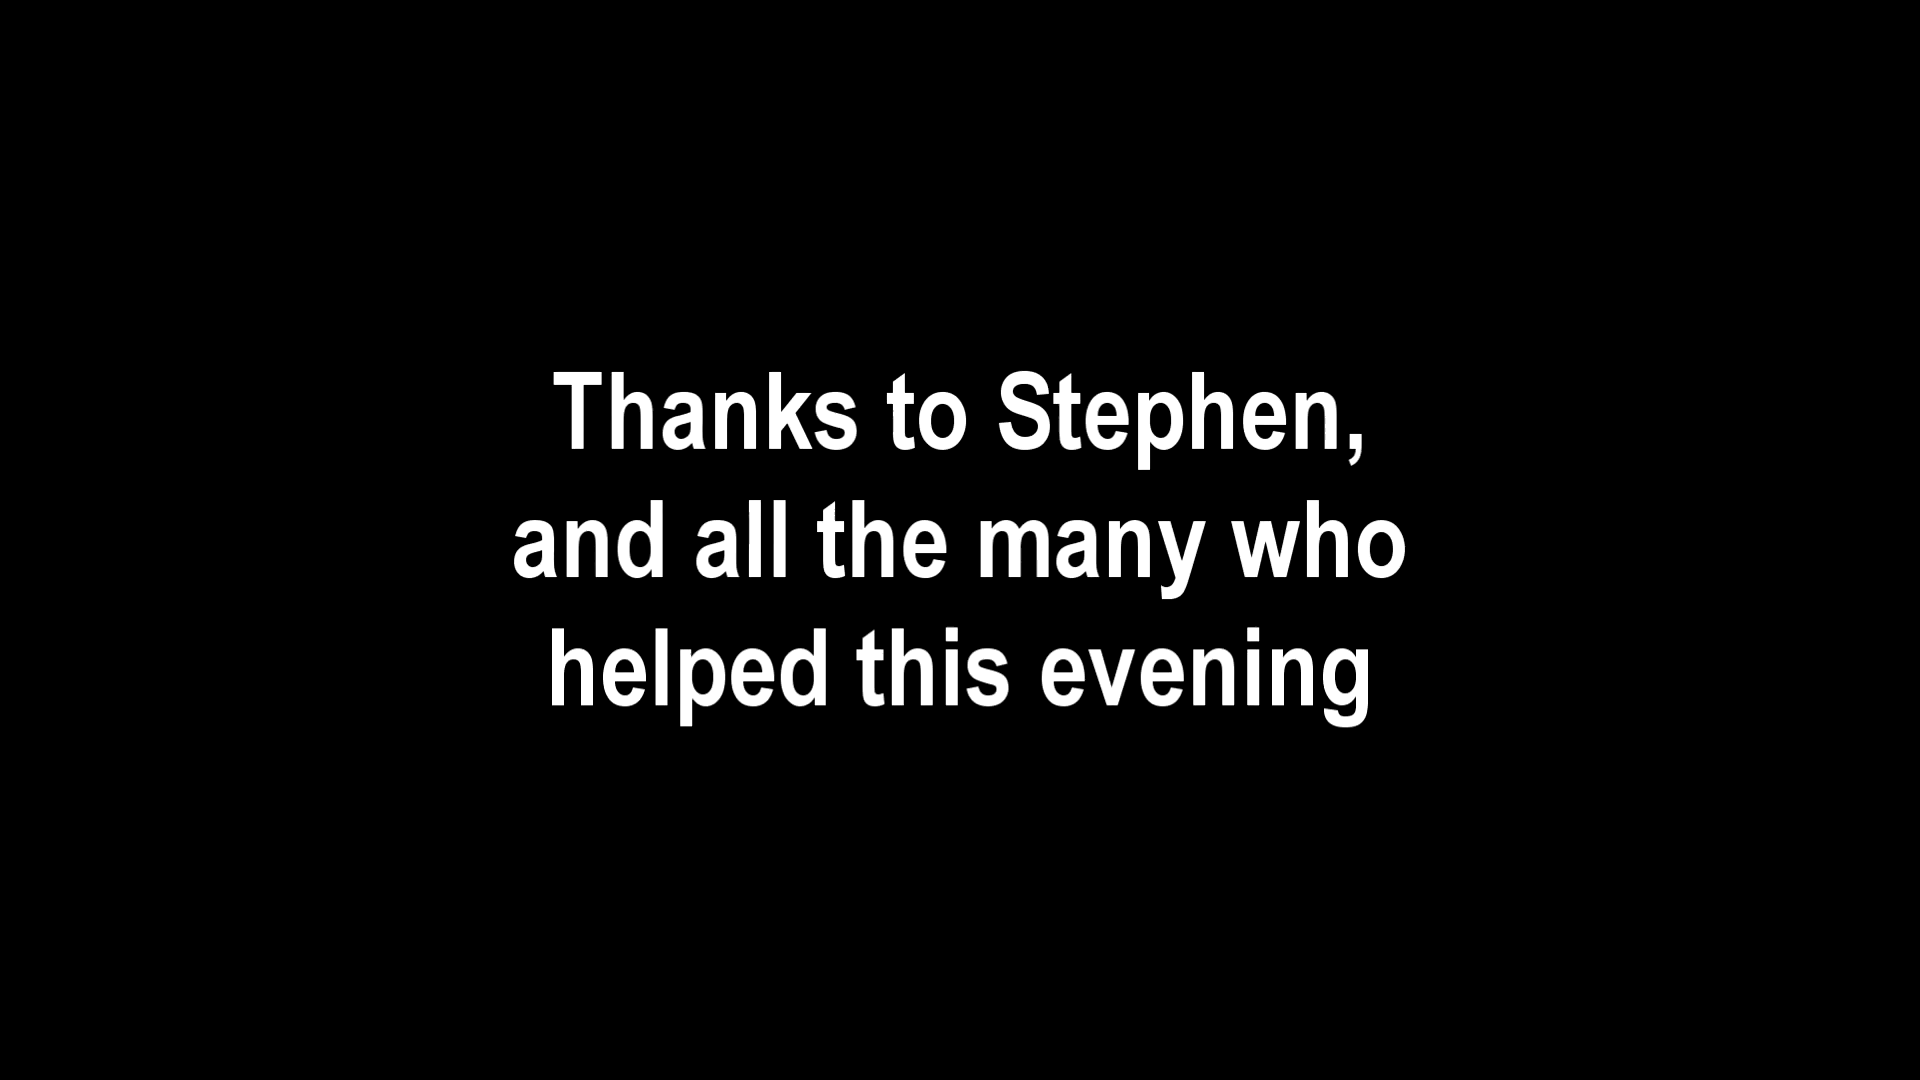 Thanks to Stephen,
and all the many who
helped this evening